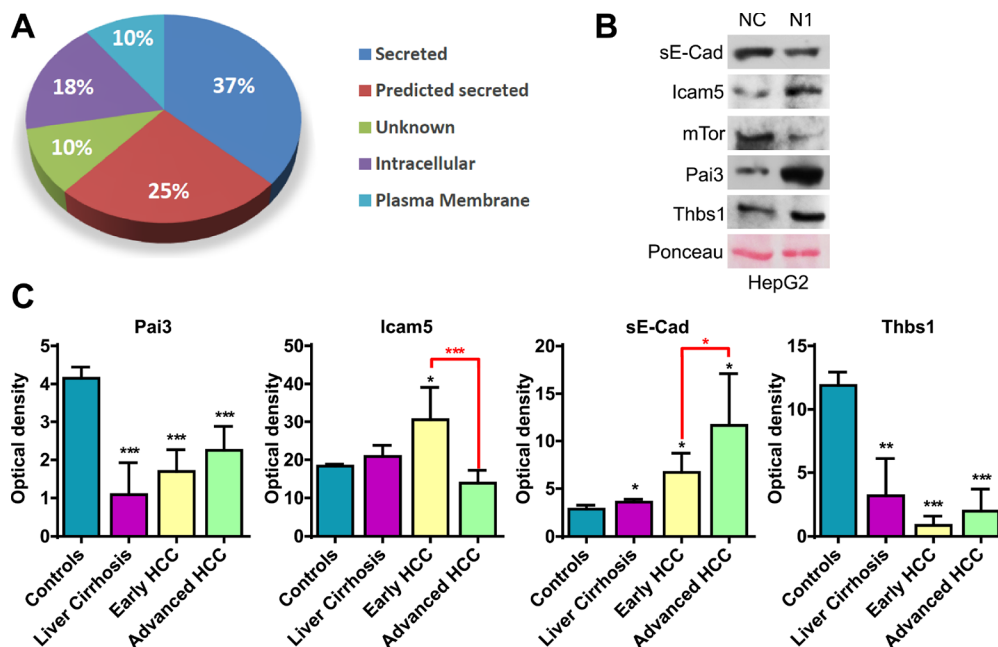 A
10%
37%
18%
10%
25%
Secreted
Predicted secreted
Unknown
Intracellular
Plasma Membrane
B
NC N1
sE-Cad
Icam5
mTor
Pai3
Thbs1
Ponceau
HepG2
C
Pai3
Optical density
5
4
3
2
1
0
***
***
***
Controls
Liver Cirrhosis
Early HCC
Advanced HCC
Icam5
Optical density
50
40
30
20
10
0
***
*
Controls
Liver Cirrhosis
Early HCC
Advanced HCC
sE-Cad
Optical density
20
15
10
5
0
*
*
*
*
Controls
Liver Cirrhosis
Early HCC
Advanced HCC
Thbs1
Optical density
15
10
5
0
**
***
***
Controls
Liver Cirrhosis
Early HCC
Advanced HCC